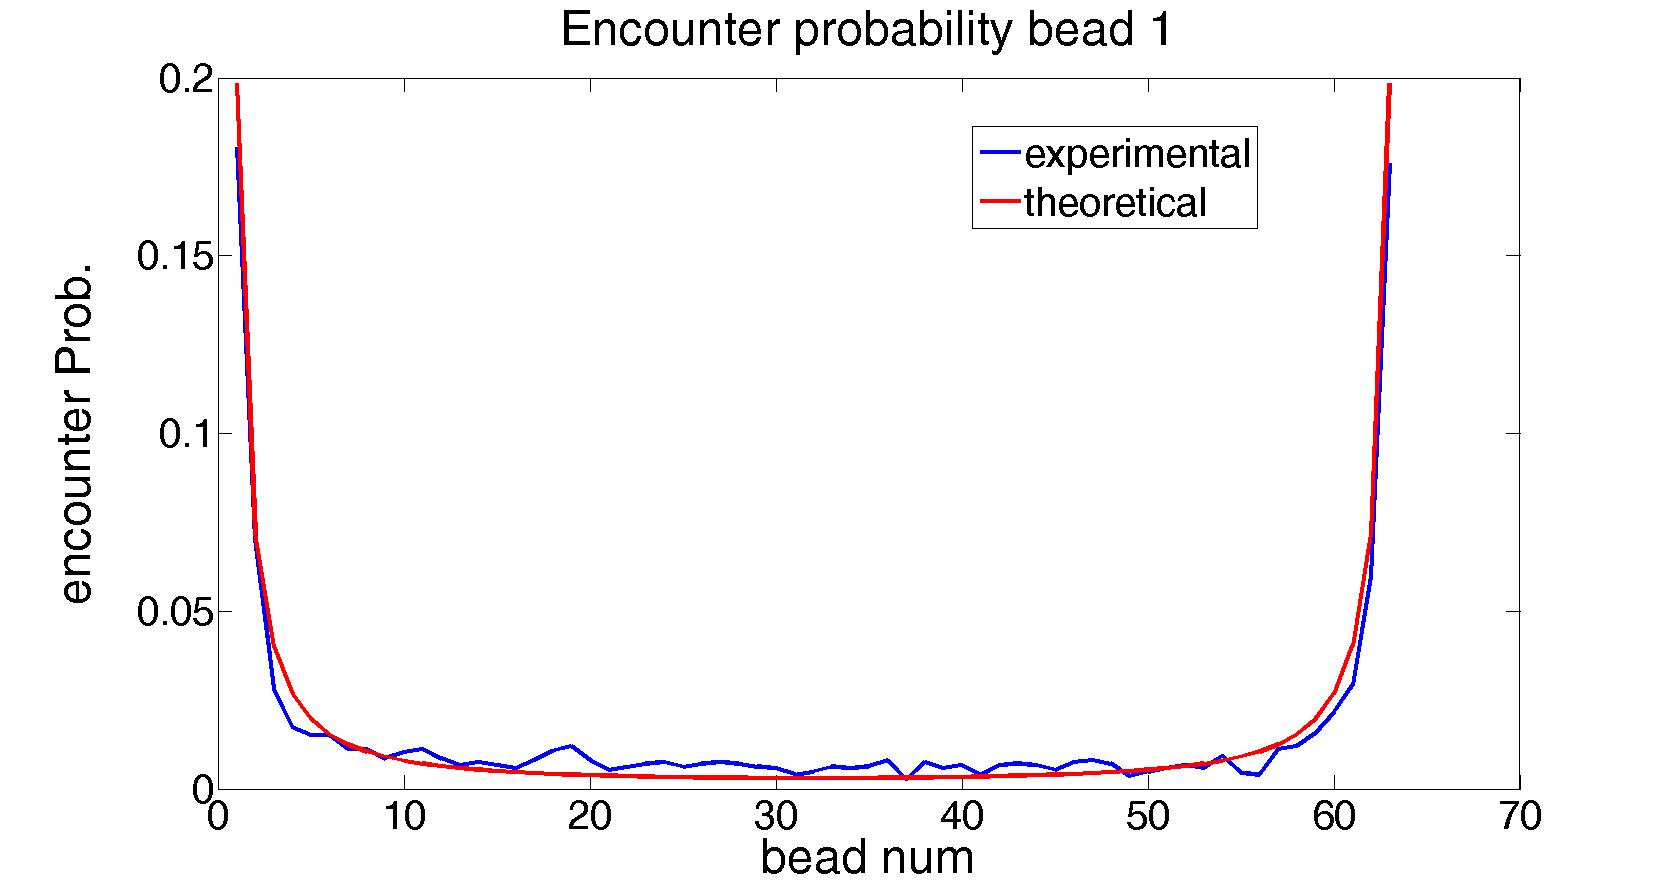 Encounter probability bead 1
0.2
0.15
0.1
0.05
0
encounter Prob.
experimental
theoretical
0 10 20 30 40 50 60 70
bead num